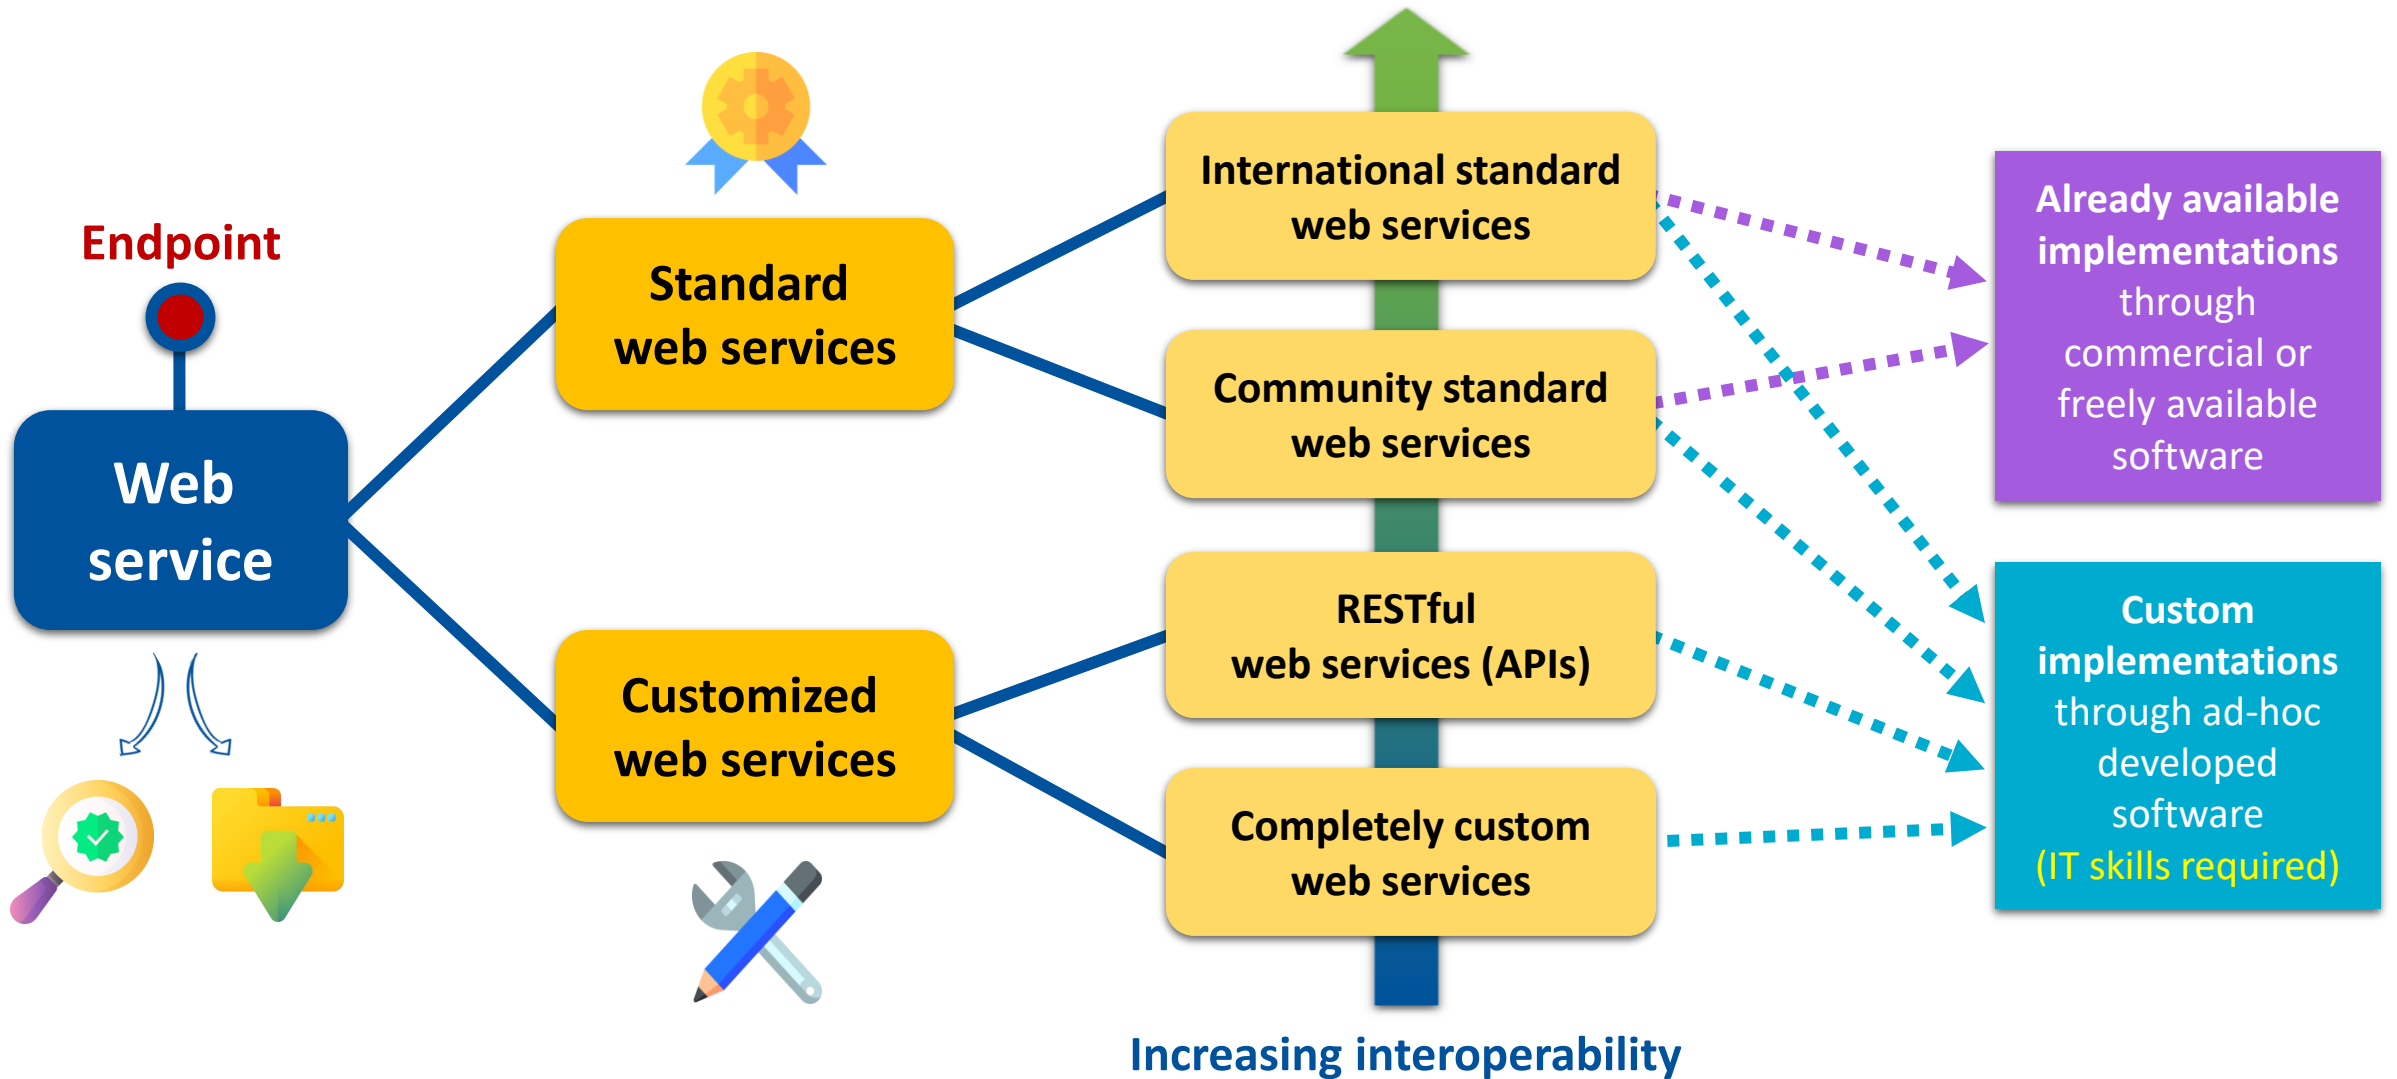 Endpoint
Web
service
Standard
web services
Customized
web services
International standard
web services
Community standard
web services
RESTful
web services (APIs)
Completely custom
web services
Increasing interoperability
Already available
implementations
through
commercial or
freely available
software
Custom
implementations
through ad-hoc
developed
software
(IT skills required)